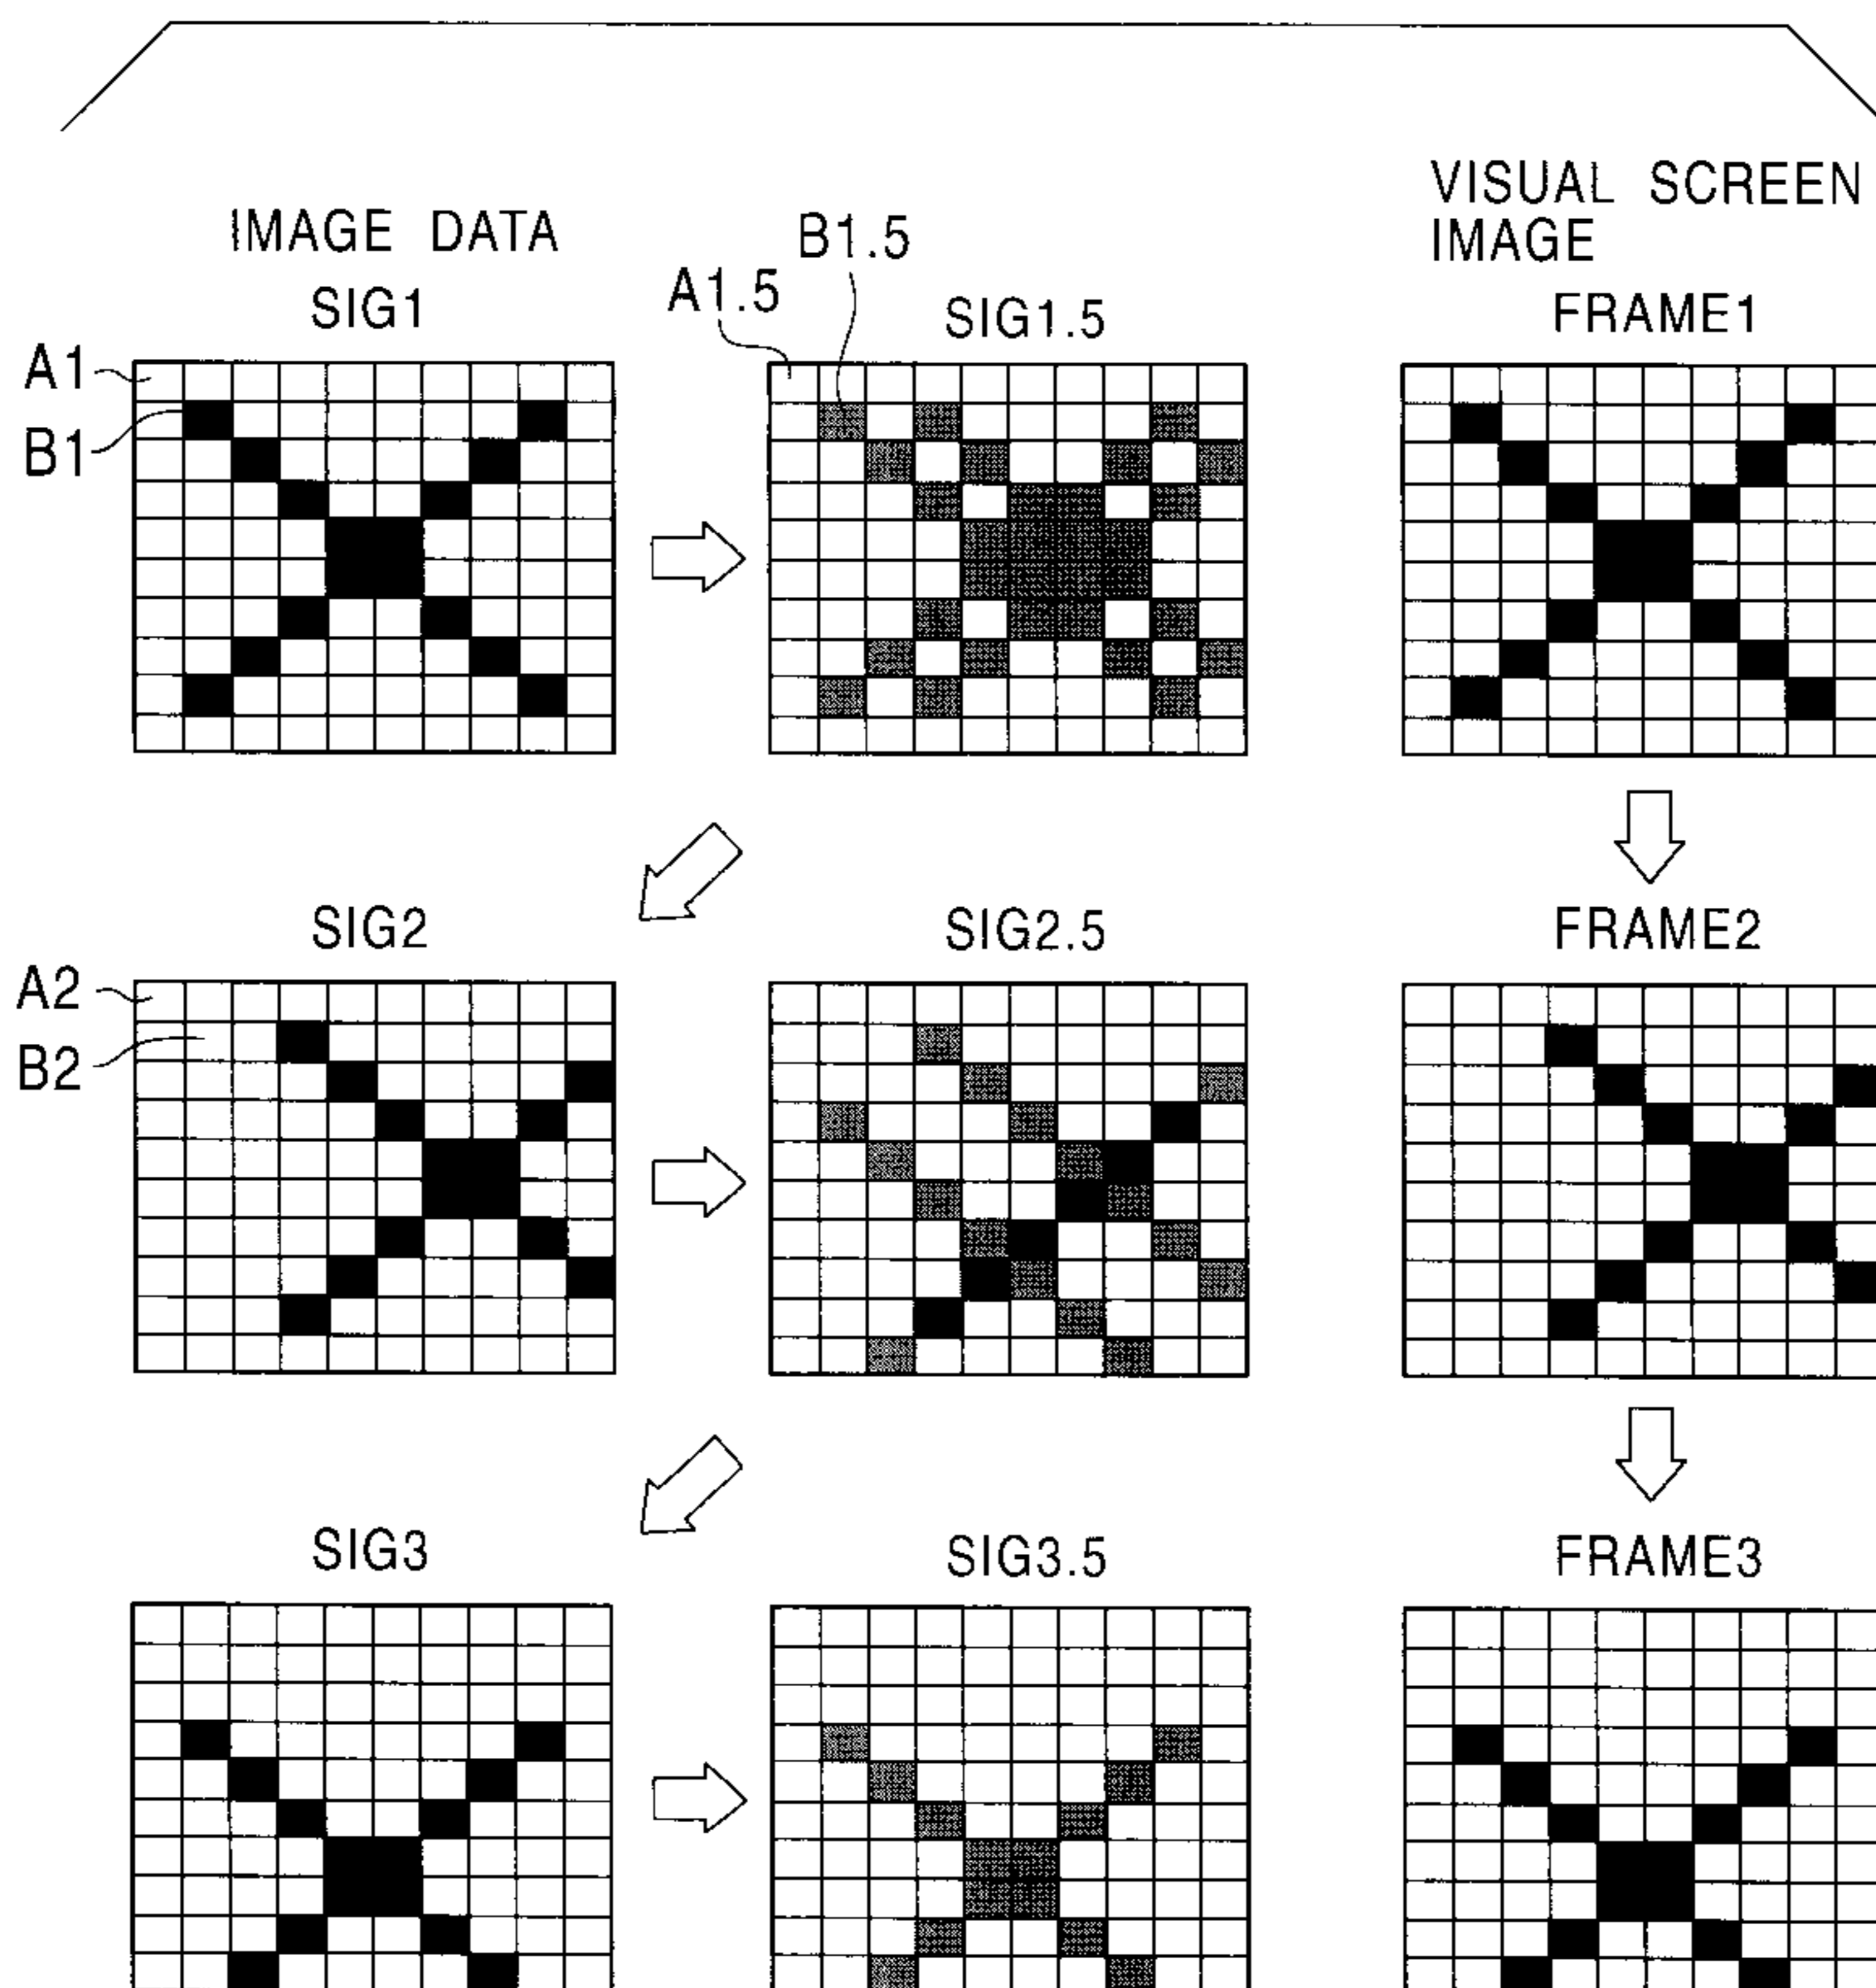 IMAGE DATA
VISUAL SCREEN
IMAGE
SIG1
A1.5
B1.5
SIG1.5
FRAME1
A1
B1
SIG2
SIG2.5
FRAME2
A2
B2
SIG3
SIG3.5
FRAME3